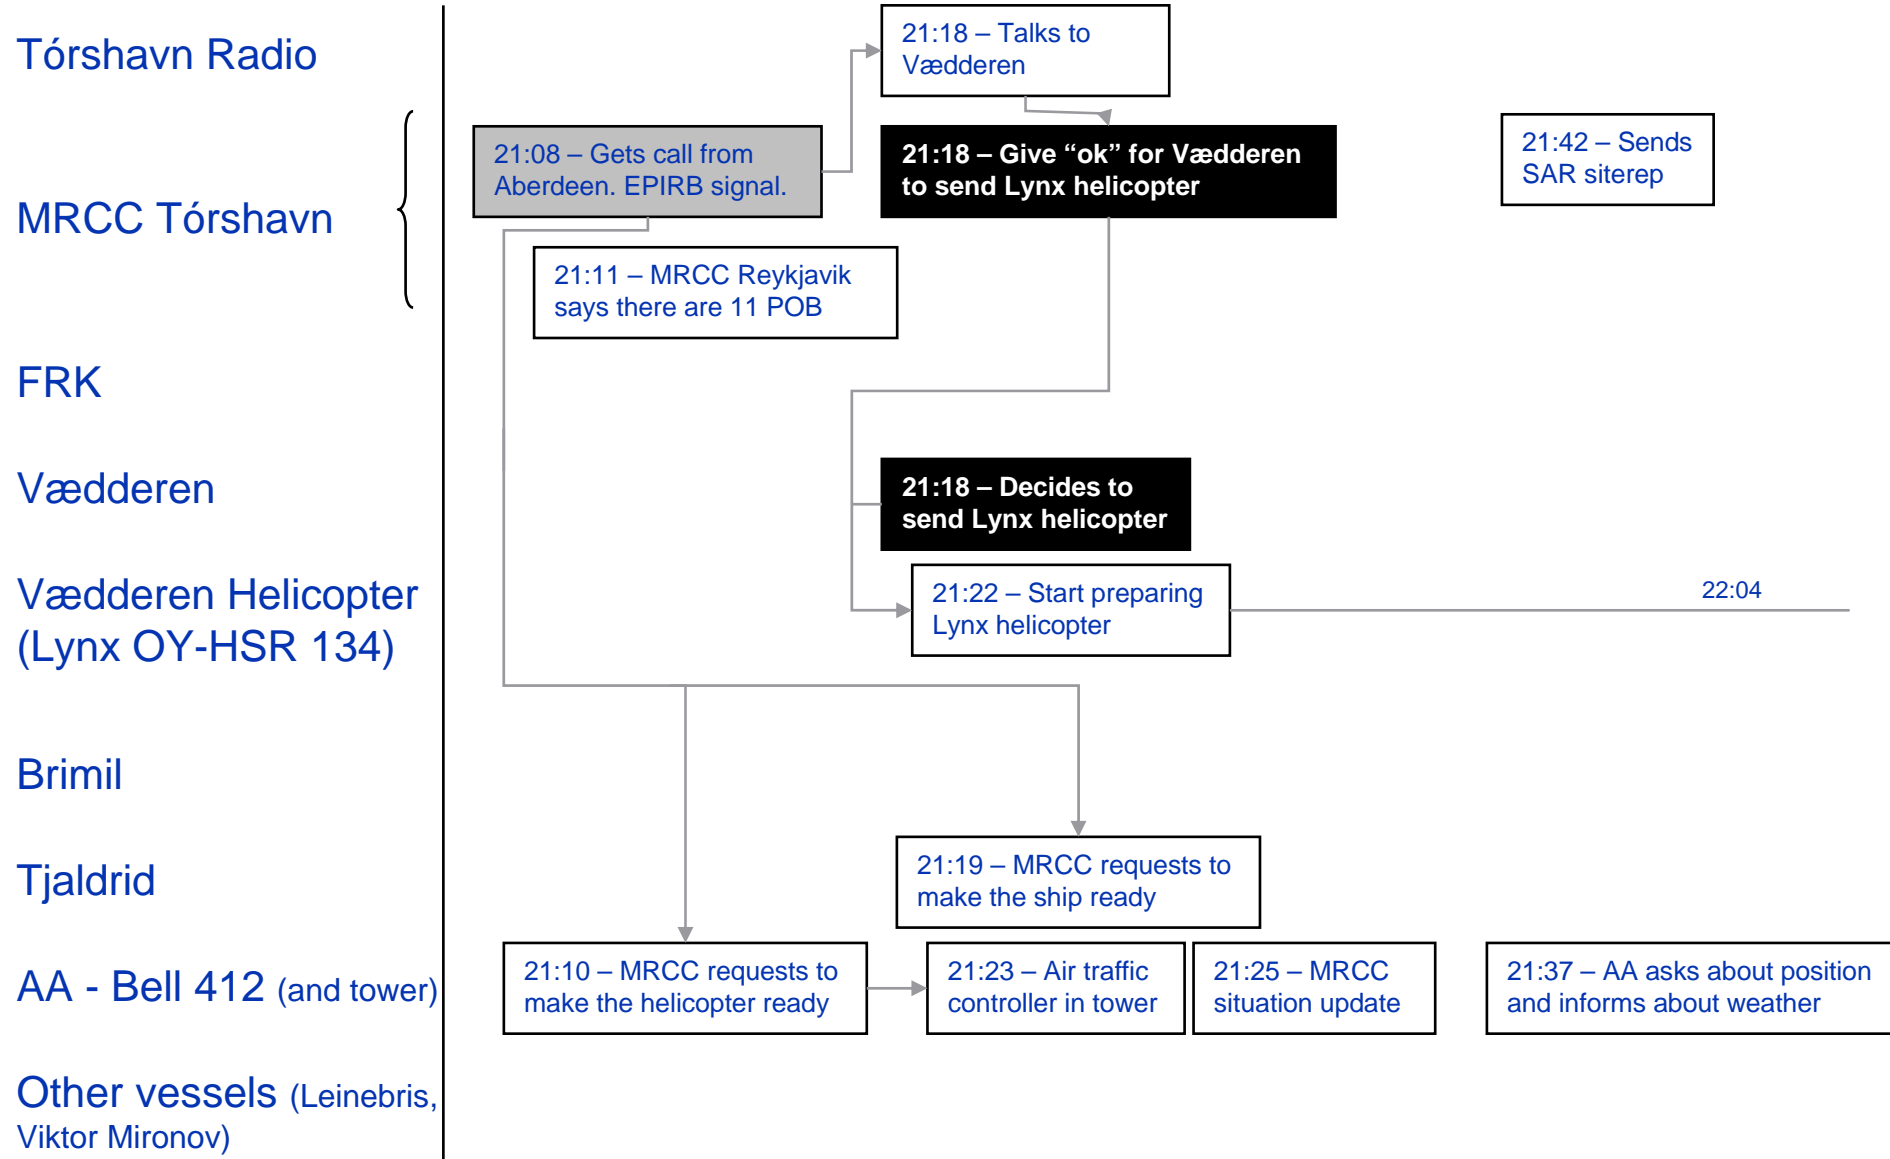 Tórshavn Radio
21:18 – Talks to
Vædderen
MRCC Tórshavn
21:08 – Gets call from
Aberdeen. EPIRB signal.
21:18 – Give “ok” for Vædderen
to send Lynx helicopter
21:42 – Sends
SAR siterep
21:11 – MRCC Reykjavik
says there are 11 POB
FRK
Vædderen
21:18 – Decides to
send Lynx helicopter
Vædderen Helicopter
(Lynx OY-HSR 134)
21:22 – Start preparing
Lynx helicopter
22:04
Brimil
Tjaldrid
21:19 – MRCC requests to
make the ship ready
AA - Bell 412 (and tower)
21:10 – MRCC requests to
make the helicopter ready
21:23 – Air traffic
controller in tower
21:25 – MRCC
situation update
21:37 – AA asks about position
and informs about weather
Other vessels (Leinebris,
Viktor Mironov)